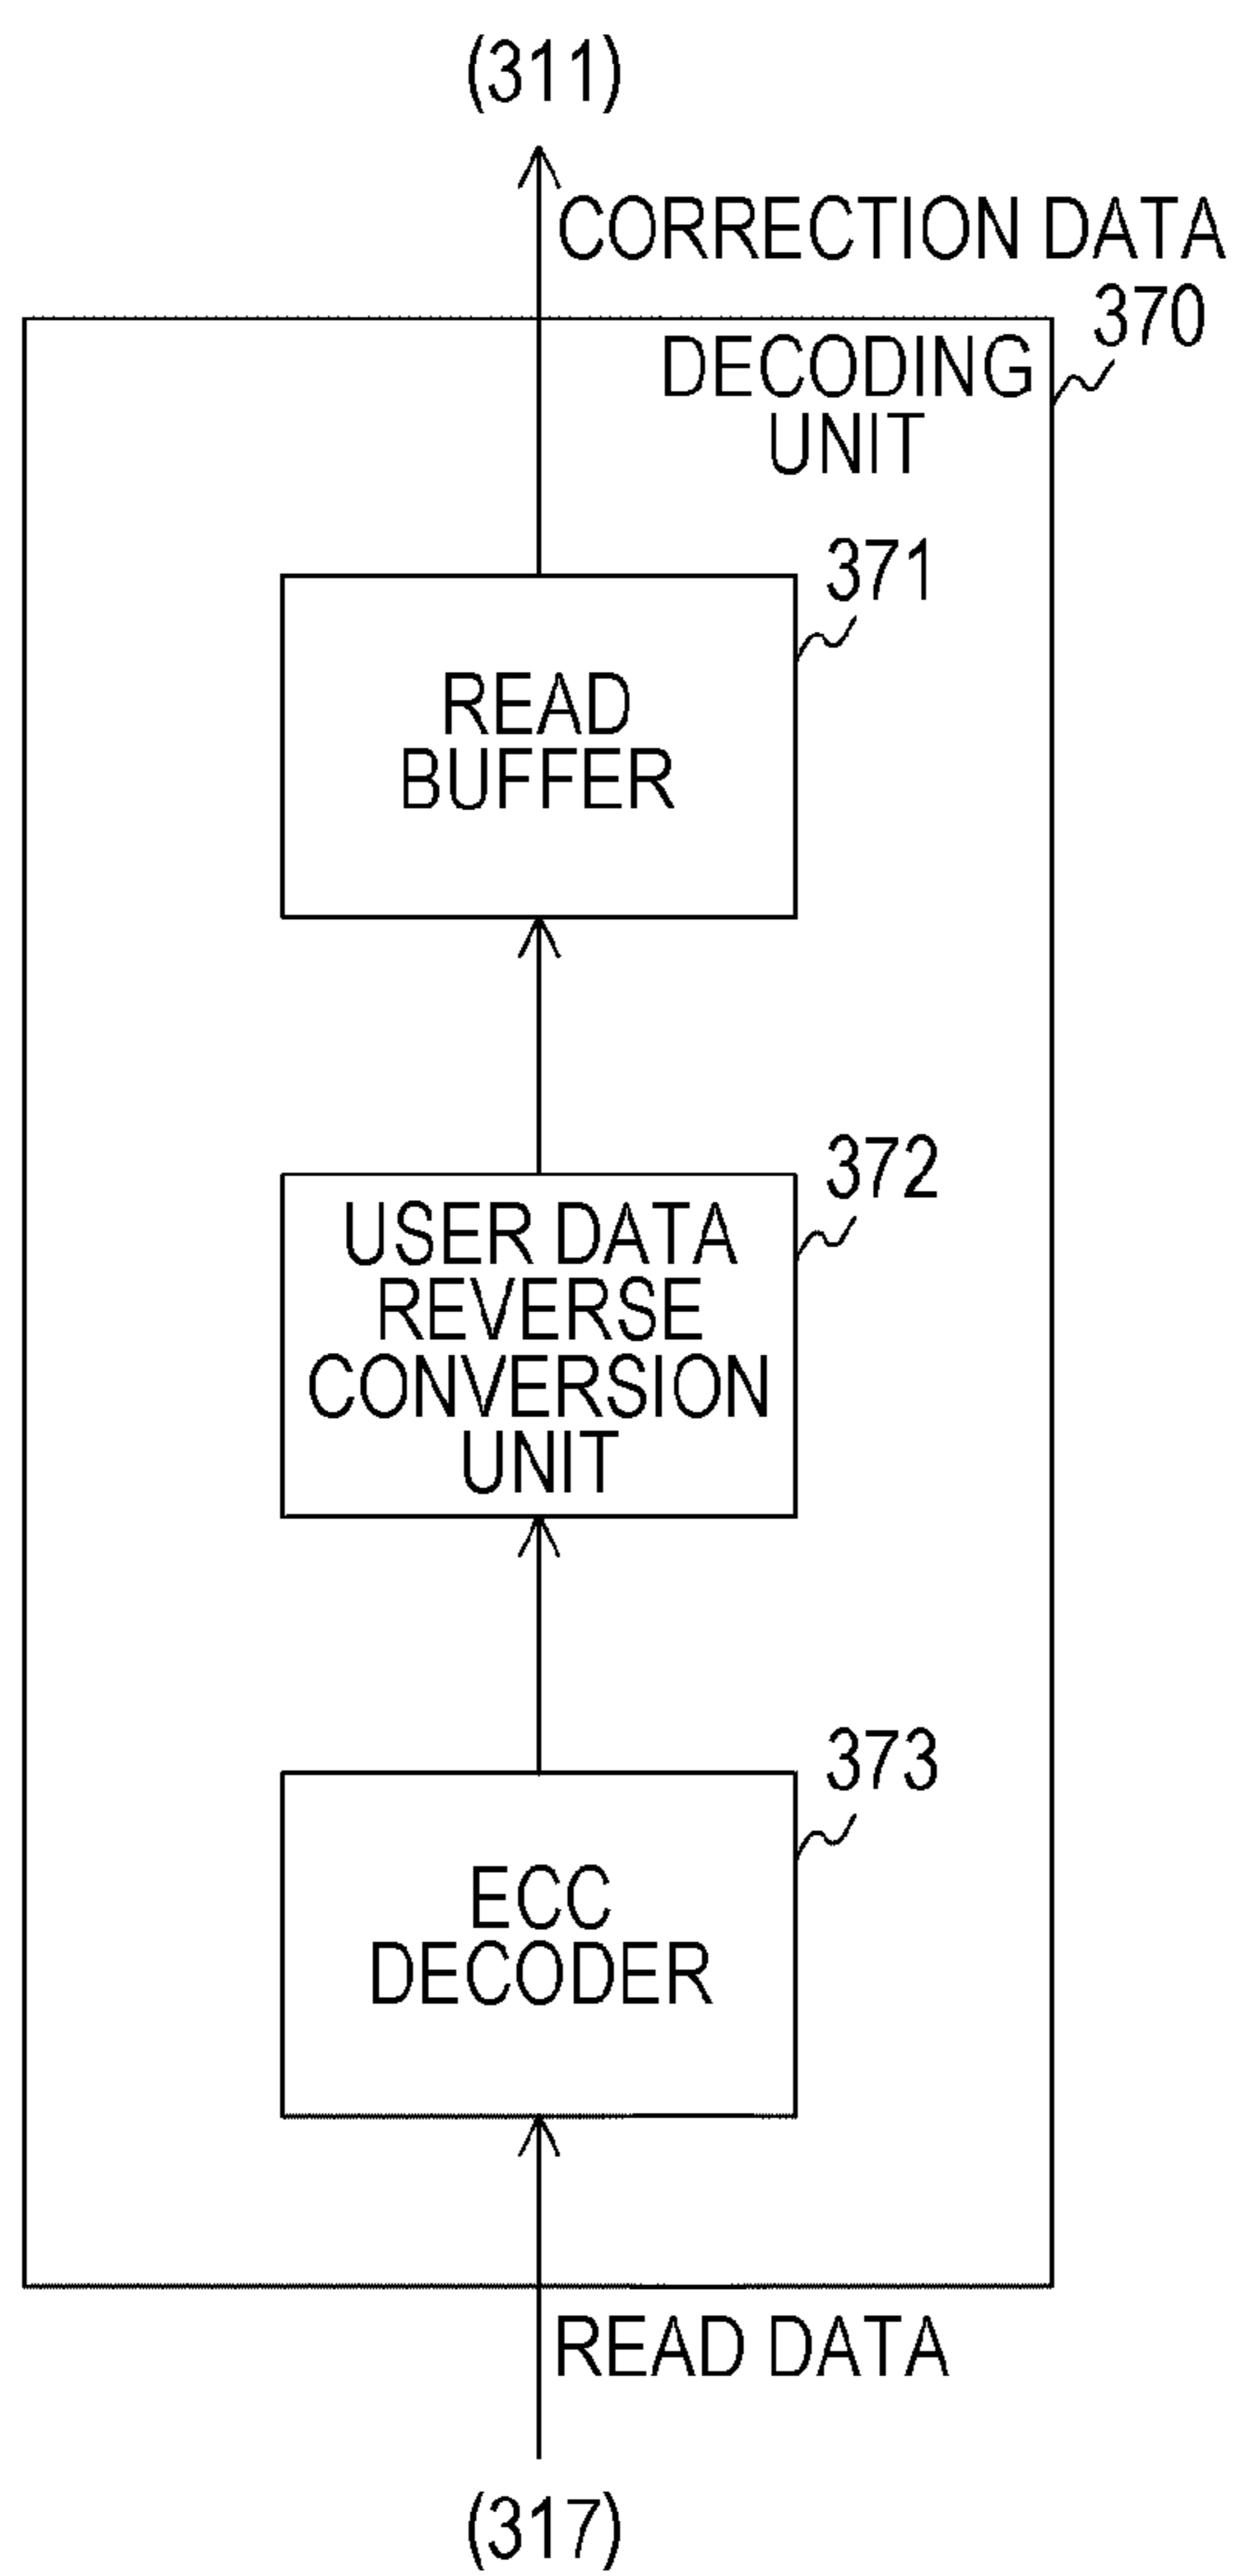 (311)
CORRECTION DATA
370
DECODING
UNIT
371
READ
BUFFER
372
USER DATA
REVERSE
CONVERSION
UNIT
373
ECC
DECODER
READ DATA
(317)